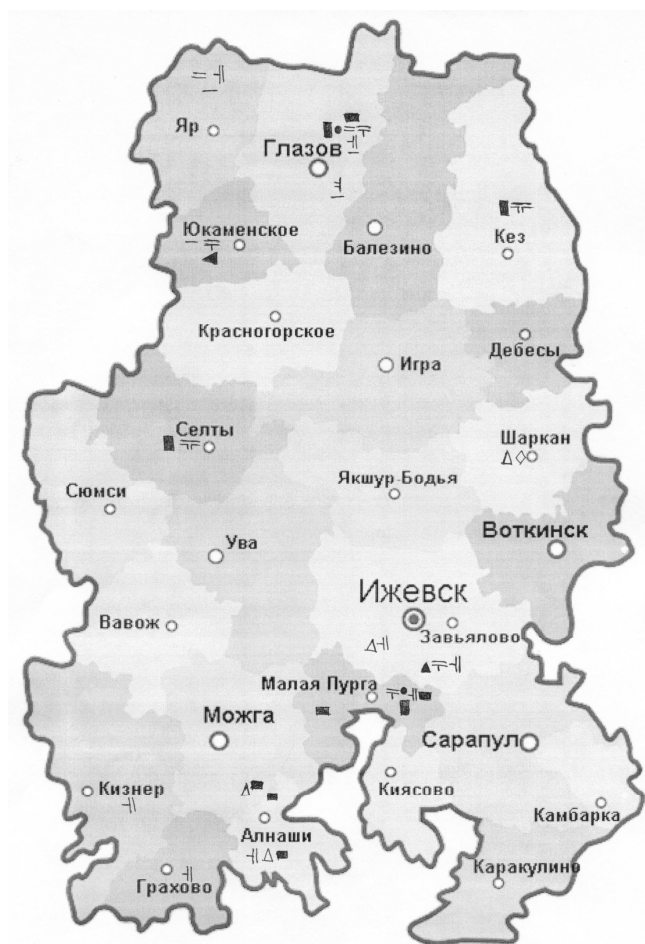 Яр
Глазов
Юкаменское
Балезино
Кез
Красногорское
Игра
Дебесы
Селты
Шаркан
Якшур-Бодья
Сюмси
Ува
Воткинск
Ижевск
Вавож
Завьялово
Малая Пурга
Можга
Сарапул
Киясово
Кизнер
Камбарка
Алнаши
Грахово
Каракулино